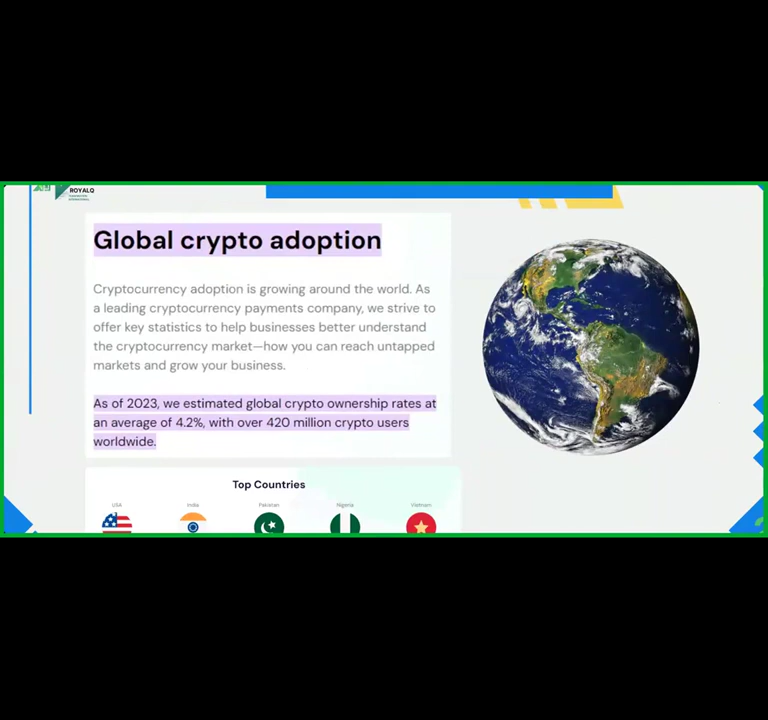 ROYALQ
Global crypto adoption
Cryptocurrency adoption is growing around the world. As
a leading cryptocurrency payments company, we strive to
offer key statistics to help businesses better understand
the cryptocurrency market—how you can reach untapped
markets and grow your business.
As of 2023, we estimated global crypto ownership rates at
an average of 4.2%, with over 420 million crypto users
worldwide.
Top Countries
USA India Pakistan Nigeria Vietnam